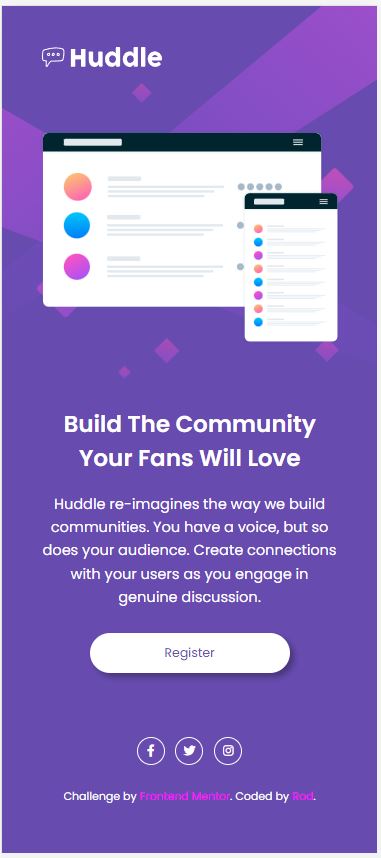 Huddle
Build The Community
Your Fans Will Love
Huddle re-imagines the way we build
communities. You have a voice, but so
does your audience. Create connections
with your users as you engage in
genuine discussion.
Register
Challenge by Frontend Mentor. Coded by Rod.